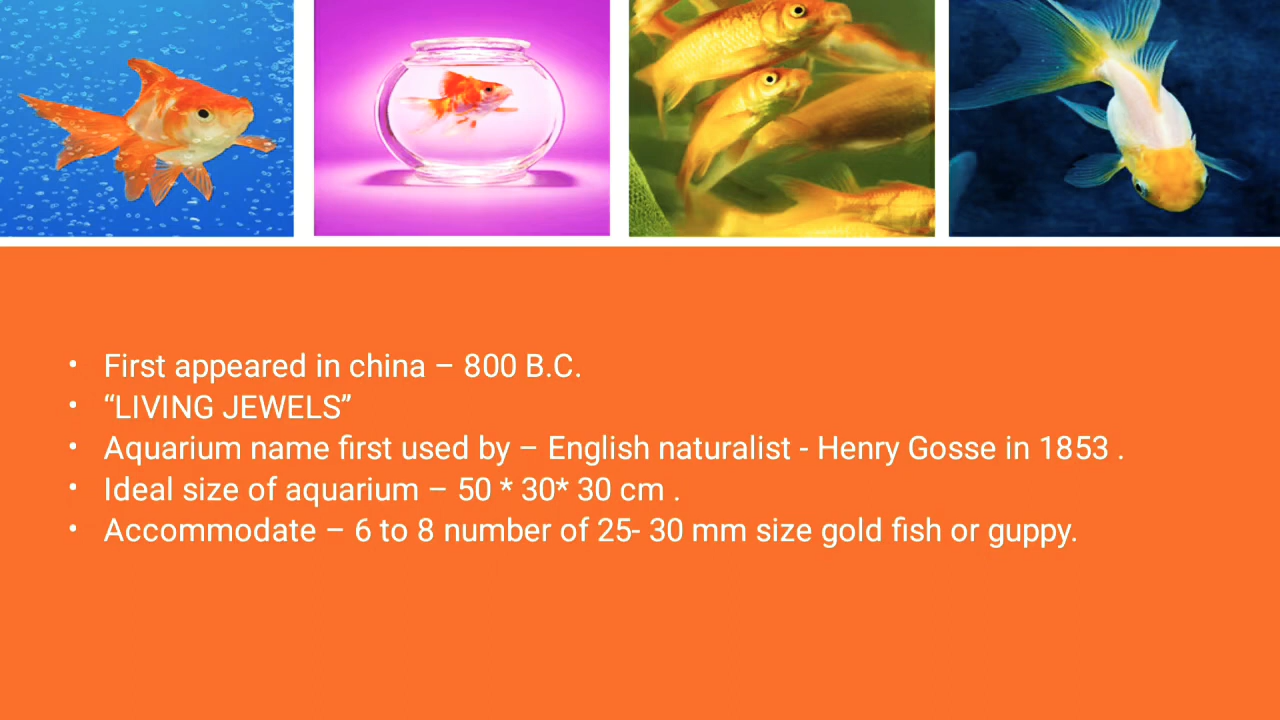 • First appeared in china – 800 B.C.
• “LIVING JEWELS”
• Aquarium name first used by – English naturalist - Henry Gosse in 1853 .
• Ideal size of aquarium – 50 * 30* 30 cm .
• Accommodate – 6 to 8 number of 25- 30 mm size gold fish or guppy.